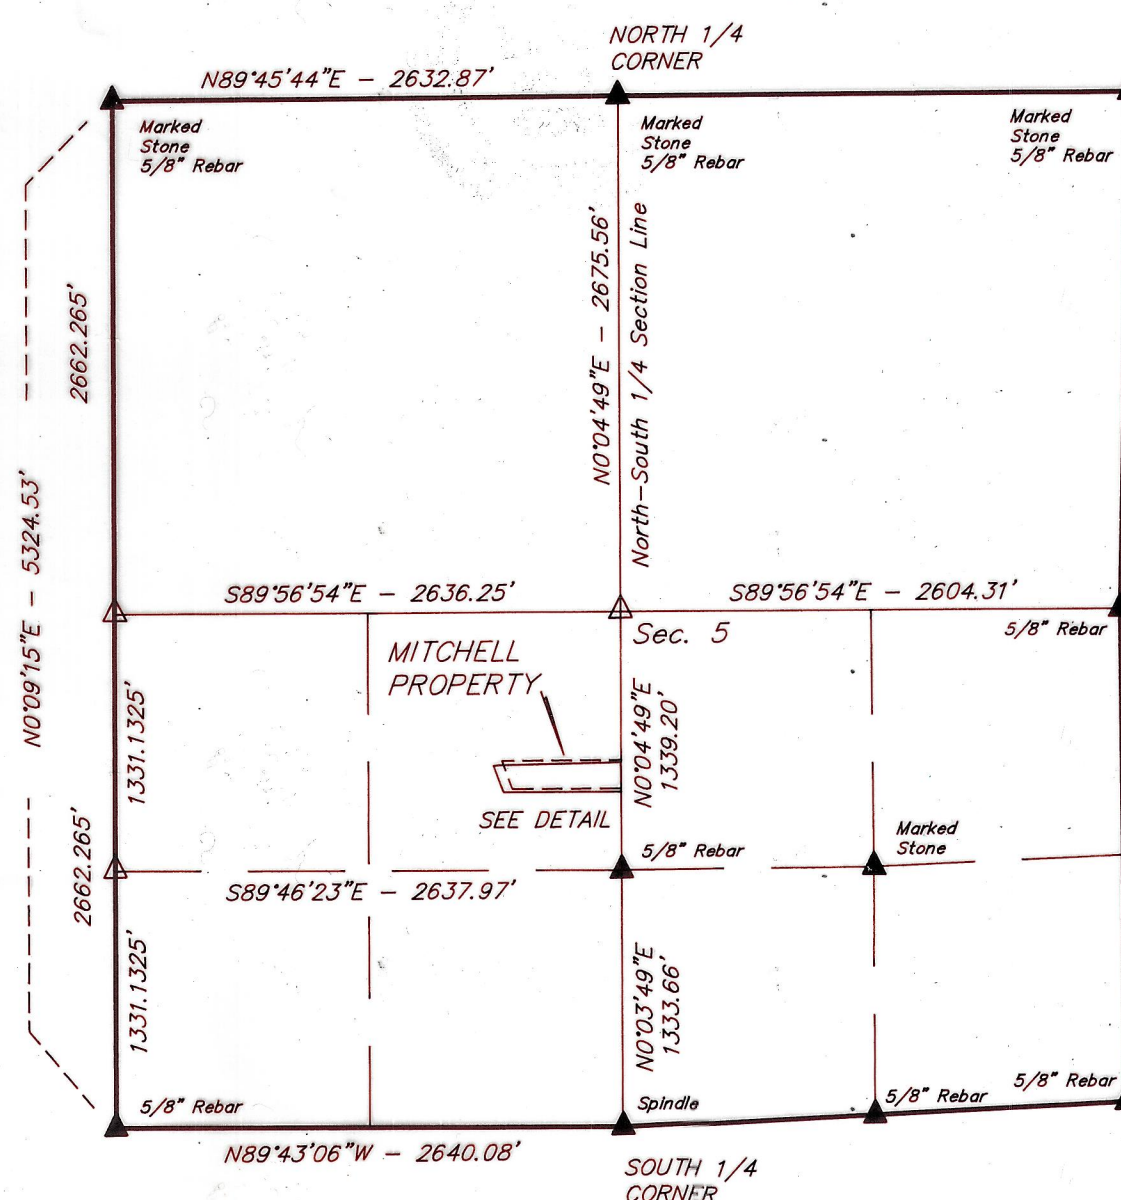 NORTH 1/4
CORNER
N89°45'44"E – 2632.87'
Marked
Stone
5/8" Rebar
Marked
Stone
5/8" Rebar
Marked
Stone
5/8" Rebar
2662.265'
N0°04'49"E – 2675.56'
North–South 1/4 Section Line
N0°09'15"E – 5324.53'
S89°56'54"E – 2636.25'
S89°56'54"E – 2604.31'
Sec. 5
5/8" Rebar
MITCHELL
PROPERTY
1331.1325'
N0°04'49"E
1339.20'
SEE DETAIL
2662.265'
5/8" Rebar
Marked
Stone
S89°46'23"E – 2637.97'
1331.1325'
N0°03'49"E
1333.66'
5/8" Rebar
Spindle
5/8" Rebar
5/8" Rebar
N89°43'06"W – 2640.08'
SOUTH 1/4
CORNER